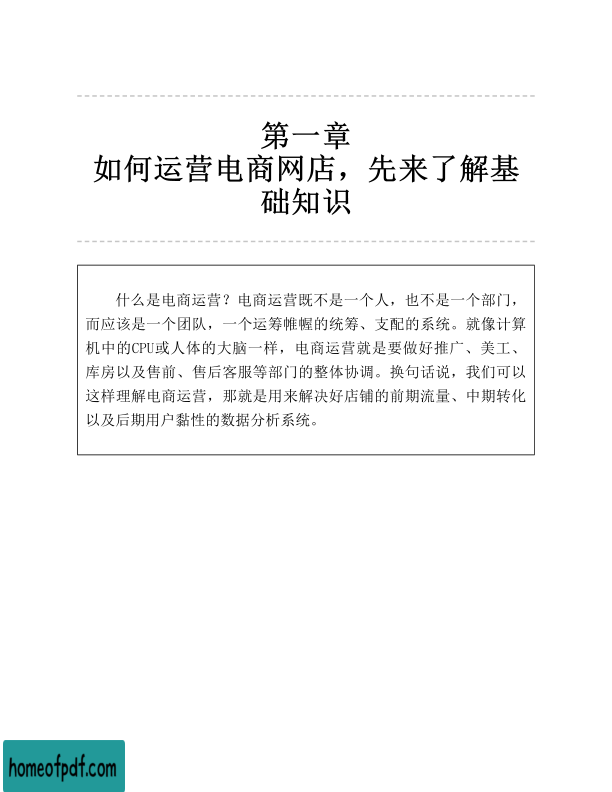 第一章
如何运营电商网店，先来了解基
础知识
什么是电商运营？电商运营既不是一个人，也不是一个部门，
而应该是一个团队，一个运筹帷幄的统筹、支配的系统。就像计算
机中的CPU或人体的大脑一样，电商运营就是要做好推广、美工、
库房以及售前、售后客服等部门的整体协调。换句话说，我们可以
这样理解电商运营，那就是用来解决好店铺的前期流量、中期转化
以及后期用户黏性的数据分析系统。
homeofpdf.com